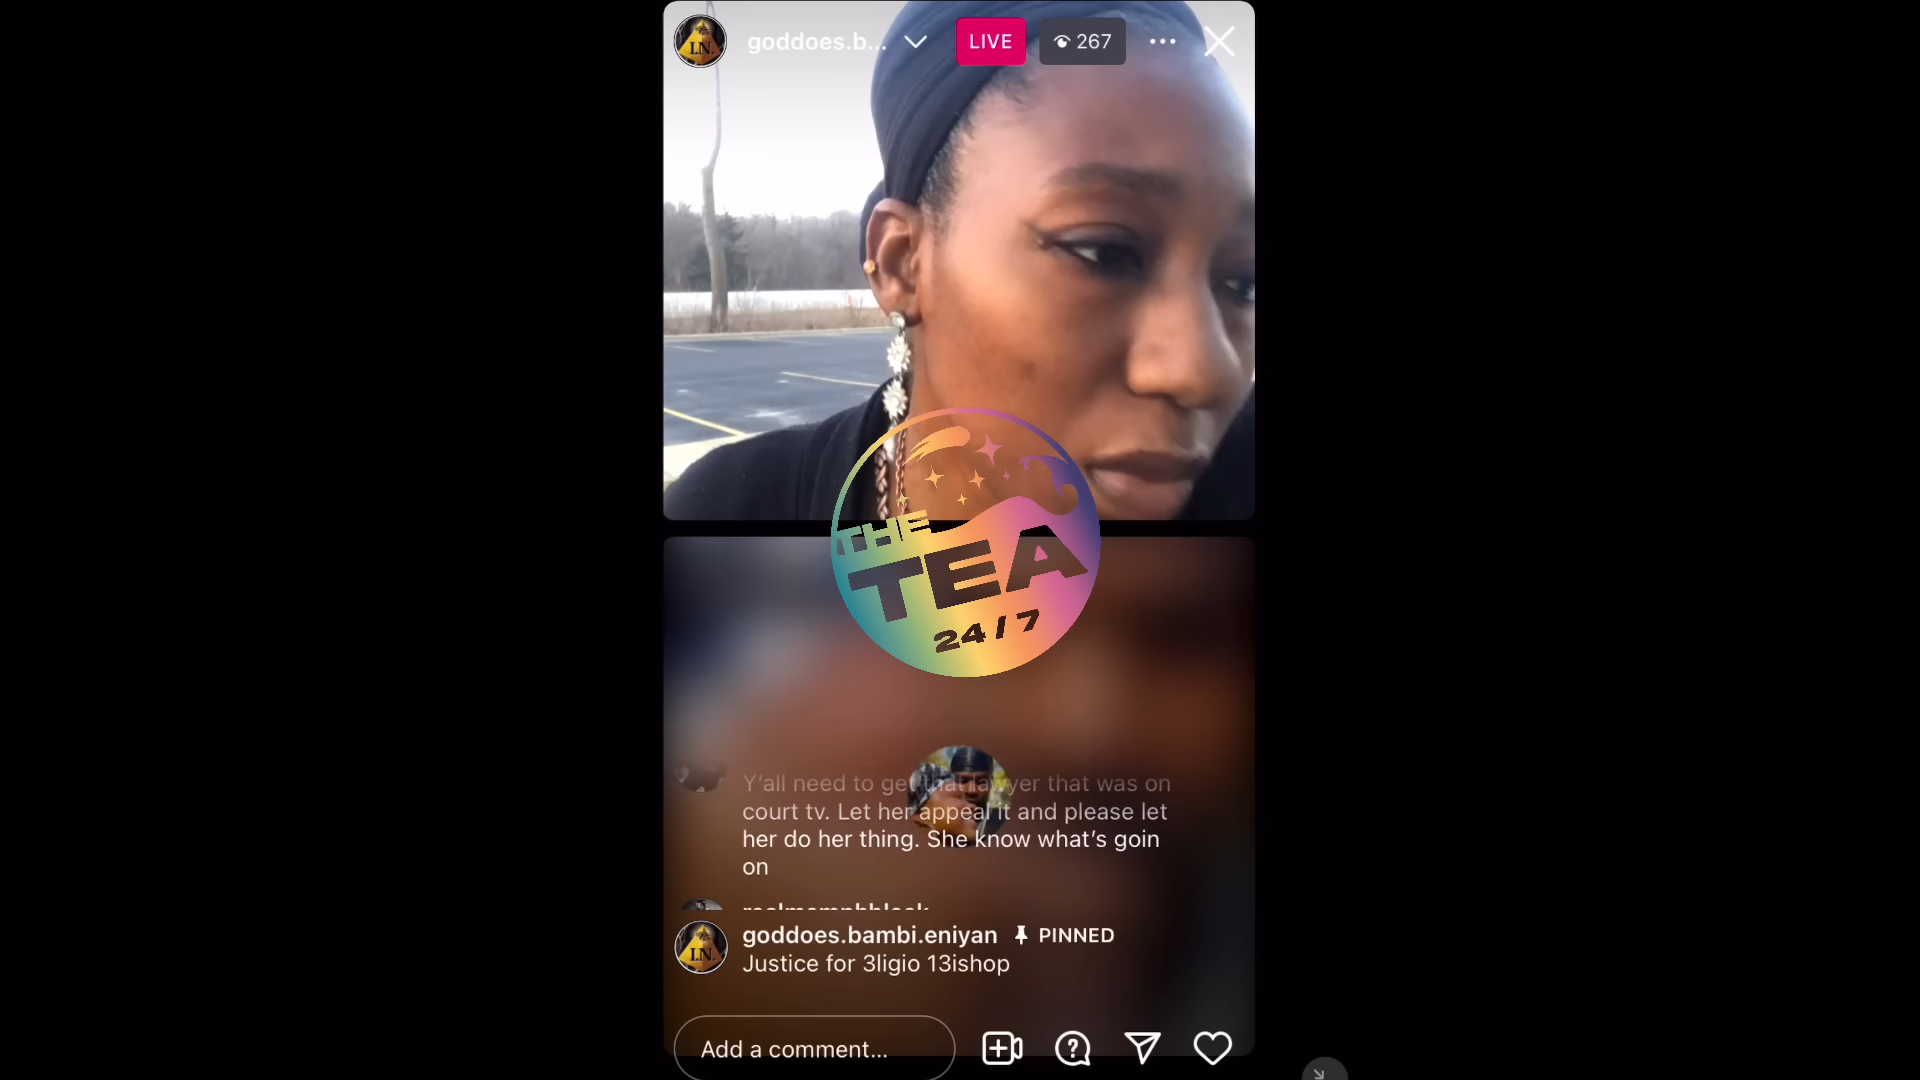 I.N.
goddoes.b...
LIVE
267
THE
TEA
24/7
Y'all need to get that lawyer that was on
court tv. Let her appeal it and please let
her do her thing. She know what's goin
on
goddoes.bambi.eniyan PINNED
I.N.
Justice for 3ligio 13ishop
Add a comment...